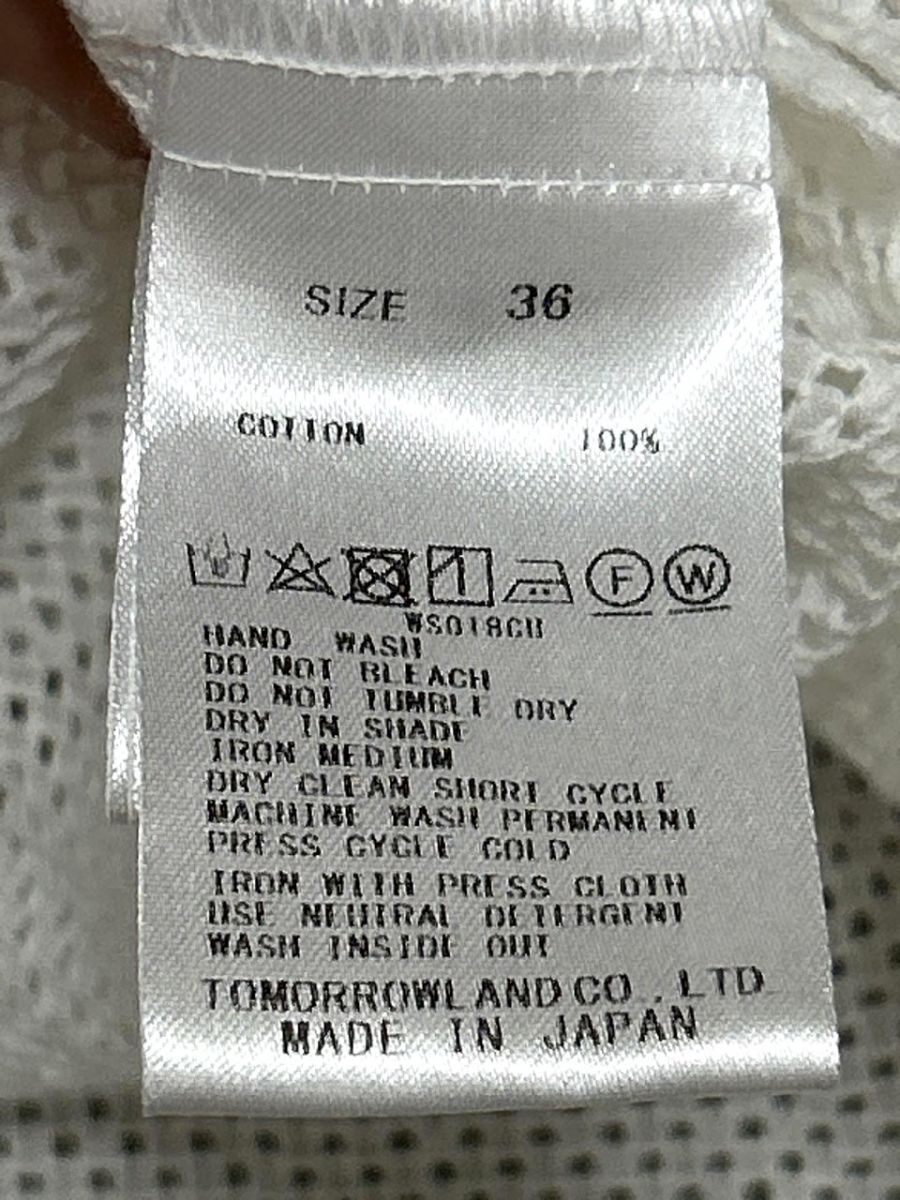 SIZE 36
COTTON 100%
F W
HAND WASH
DO NOT BLEACH
DO NOT TUMBLE DRY
DRY IN SHADE
IRON MEDIUM
DRY CLEAN SHORT CYCLE
MACHINE WASH PERMANENT
PRESS CYCLE COLD
IRON WITH PRESS CLOTH
USE NEUTRAL DETERGENT
WASH INSIDE OUT
TOMORROWLAND CO., LTD
MADE IN JAPAN